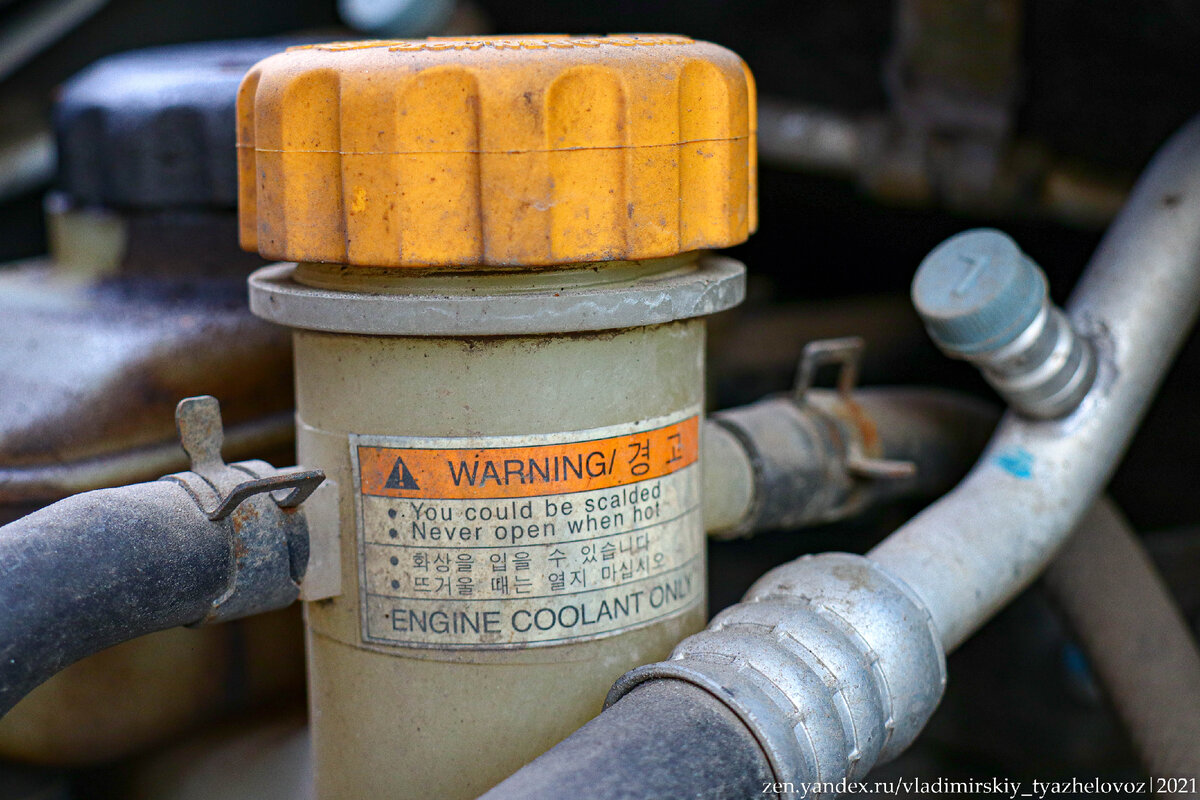 WARNING/ 경 고
• You could be scalded
• Never open when hot
• 화상을 입을 수 있습니다
• 뜨거울 때는 열지 마십시오
ENGINE COOLANT ONLY
zen.yandex.ru/vladimirskiy_tyazhelovoz|2021